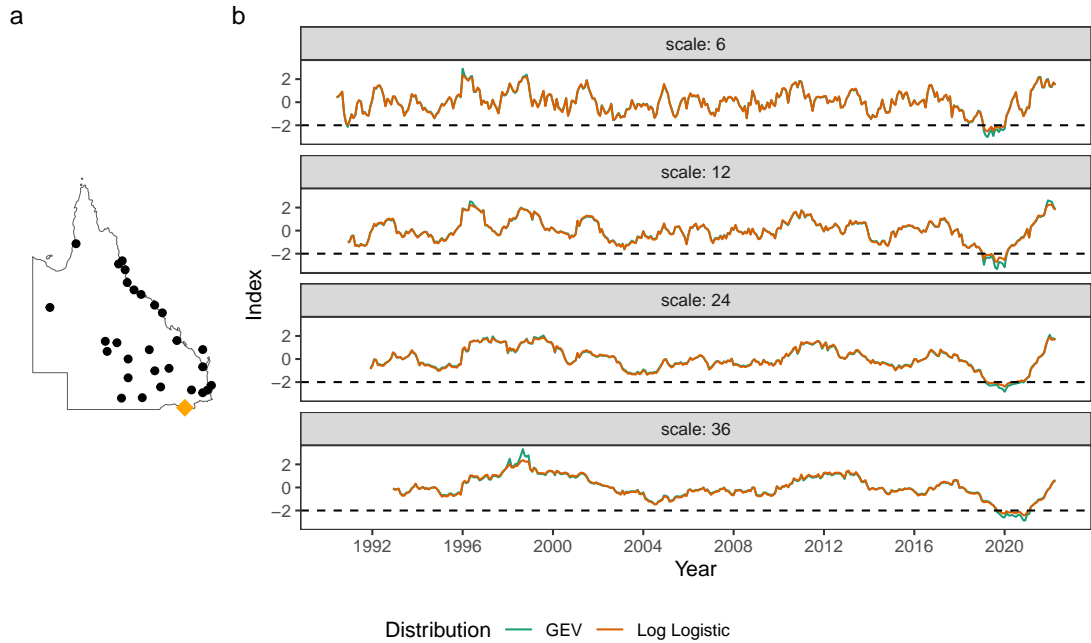 a
b
scale: 6
2
0
−2
scale: 12
2
0
−2
scale: 24
2
0
−2
scale: 36
2
0
−2
Index
1992 1996 2000 2004 2008 2012 2016 2020
Year
Distribution GEV Log Logistic